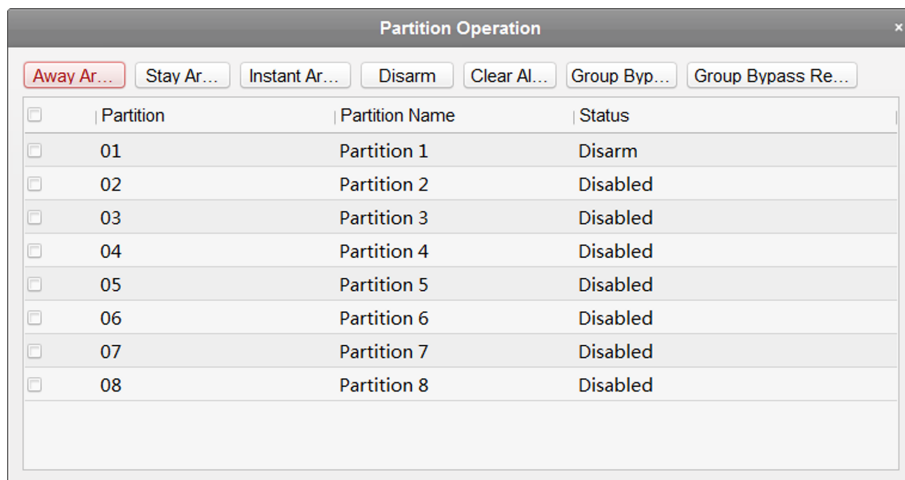 Partition Operation ×
Away Ar... Stay Ar... Instant Ar... Disarm Clear Al... Group Byp... Group Bypass Re...
Partition Partition Name Status
01 Partition 1 Disarm
02 Partition 2 Disabled
03 Partition 3 Disabled
04 Partition 4 Disabled
05 Partition 5 Disabled
06 Partition 6 Disabled
07 Partition 7 Disabled
08 Partition 8 Disabled